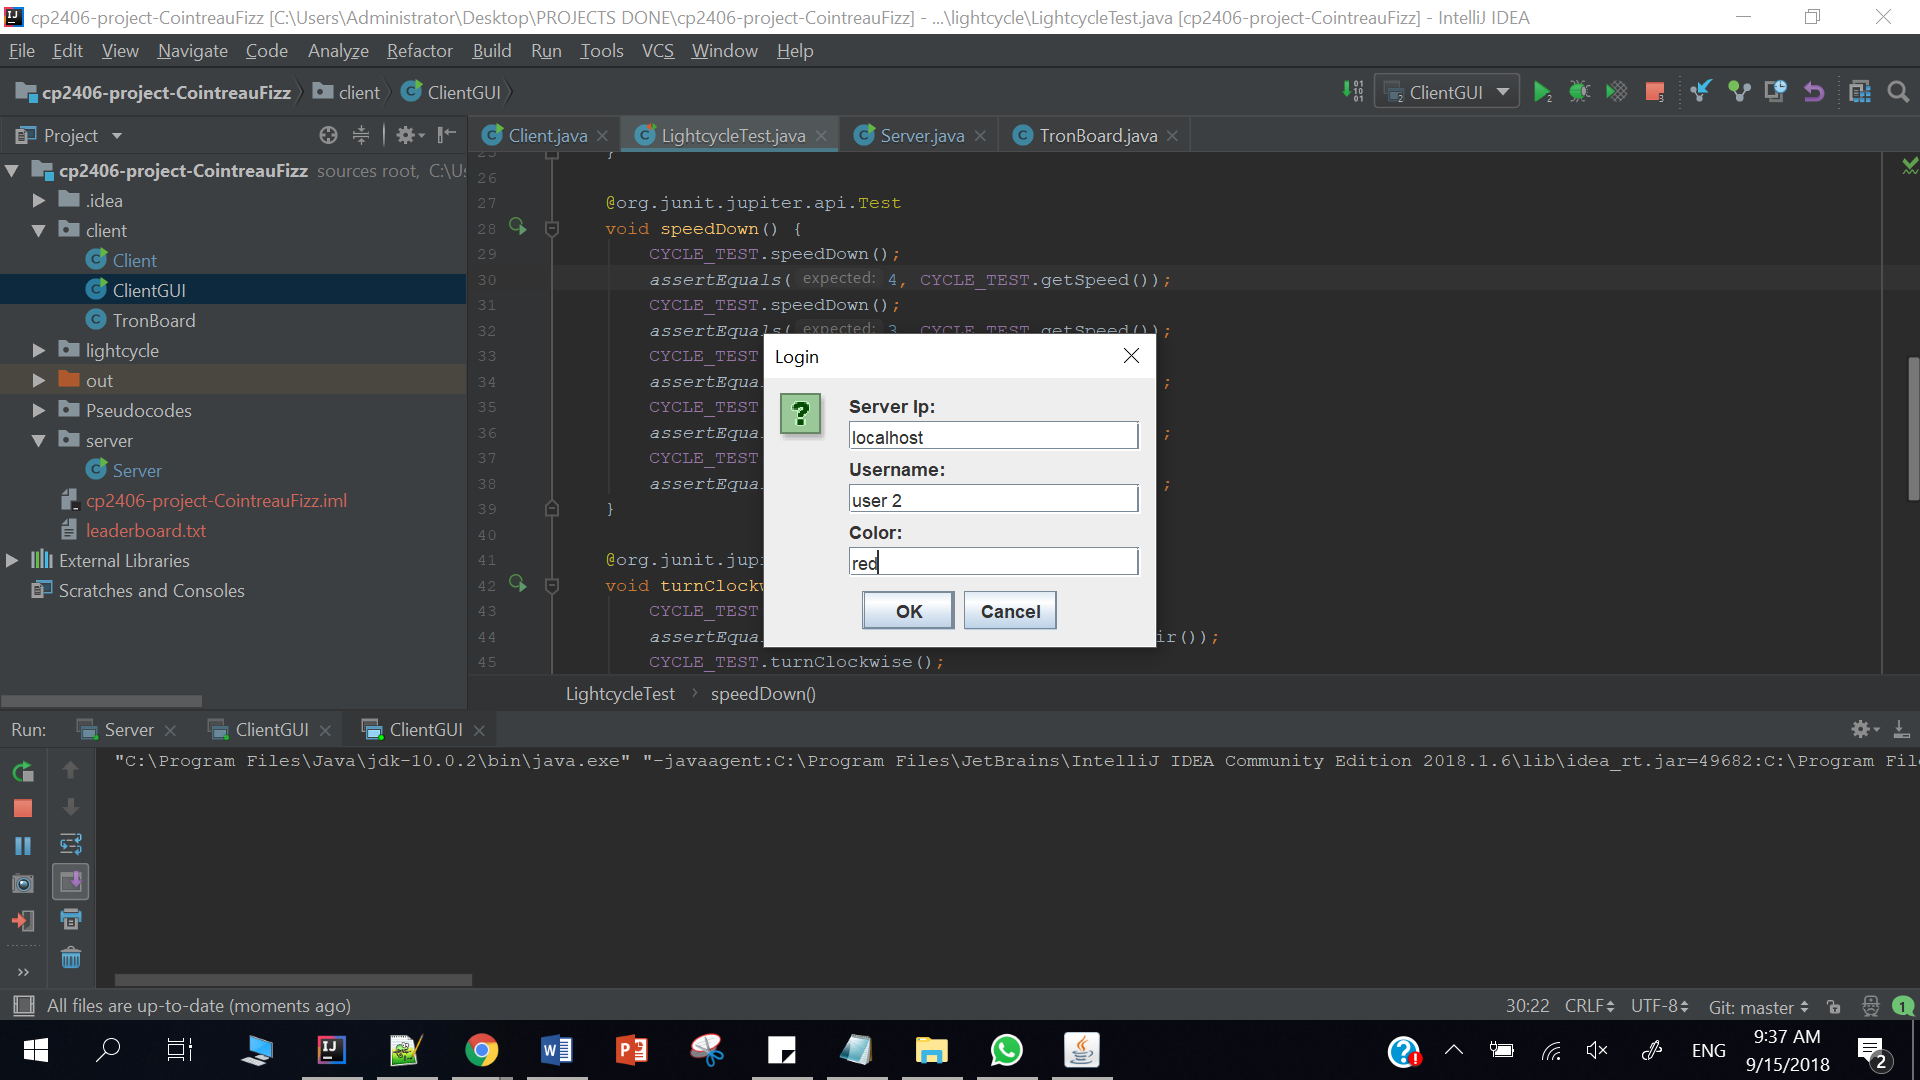 cp2406-project-CointreauFizz [C:\Users\Administrator\Desktop\PROJECTS DONE\cp2406-project-CointreauFizz] - ...\lightcycle\LightcycleTest.java [cp2406-project-CointreauFizz] - IntelliJ IDEA
File Edit View Navigate Code Analyze Refactor Build Run Tools VCS Window Help
cp2406-project-CointreauFizz client ClientGUI ClientGUI
Project Client.java LightcycleTest.java Server.java TronBoard.java
cp2406-project-CointreauFizz sources root, C:\Us
.idea
client
Client
ClientGUI
TronBoard
lightcycle
out
Pseudocodes
server
Server
cp2406-project-CointreauFizz.iml
leaderboard.txt
External Libraries
Scratches and Consoles
25 }
26
27 @org.junit.jupiter.api.Test
28 void speedDown() {
29 CYCLE_TEST.speedDown();
30 assertEquals( expected: 4, CYCLE_TEST.getSpeed());
31 CYCLE_TEST.speedDown();
32 assertEquals( expected: 3, CYCLE_TEST.getSpeed());
33 CYCLE_TEST
34 assertEqua ;
35 CYCLE_TEST
36 assertEqua ;
37 CYCLE_TEST
38 assertEqua ;
39 }
40
41 @org.junit.jupi
42 void turnClockw
43 CYCLE_TEST
44 assertEqua ir());
45 CYCLE_TEST.turnClockwise();
Login
Server Ip:
localhost
Username:
user 2
Color:
red
OK Cancel
LightcycleTest speedDown()
Run: Server ClientGUI ClientGUI
"C:\Program Files\Java\jdk-10.0.2\bin\java.exe" "-javaagent:C:\Program Files\JetBrains\IntelliJ IDEA Community Edition 2018.1.6\lib\idea_rt.jar=49682:C:\Program File
All files are up-to-date (moments ago) 30:22 CRLF UTF-8 Git: master 1
ENG 9:37 AM
9/15/2018 2